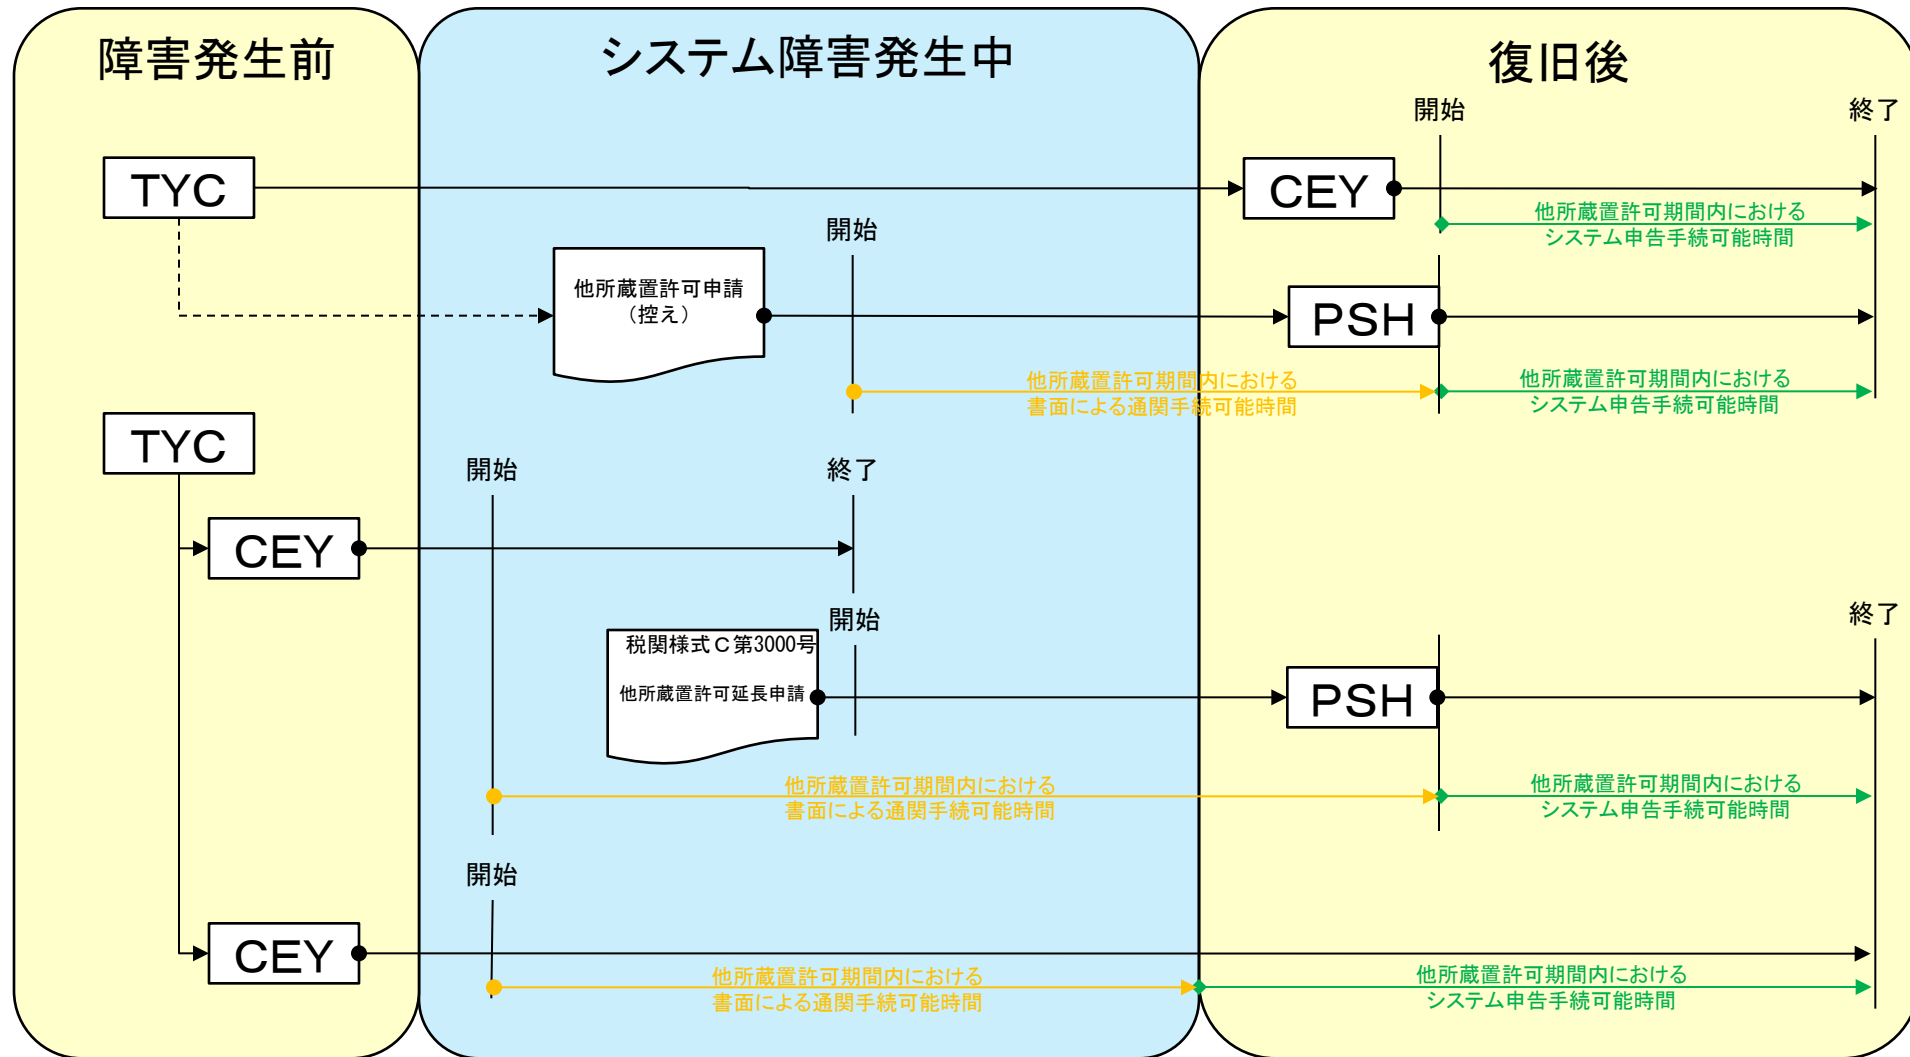 障害発生前
システム障害発生中
復旧後
開始
終了
TYC
CEY
他所蔵置許可期間内における
システム申告手続可能時間
開始
他所蔵置許可申請
（控え）
PSH
他所蔵置許可期間内における
書面による通関手続可能時間
他所蔵置許可期間内における
システム申告手続可能時間
TYC
開始
終了
CEY
開始
終了
税関様式Ｃ第3000号
他所蔵置許可延長申請
PSH
他所蔵置許可期間内における
書面による通関手続可能時間
他所蔵置許可期間内における
システム申告手続可能時間
開始
CEY
他所蔵置許可期間内における
書面による通関手続可能時間
他所蔵置許可期間内における
システム申告手続可能時間